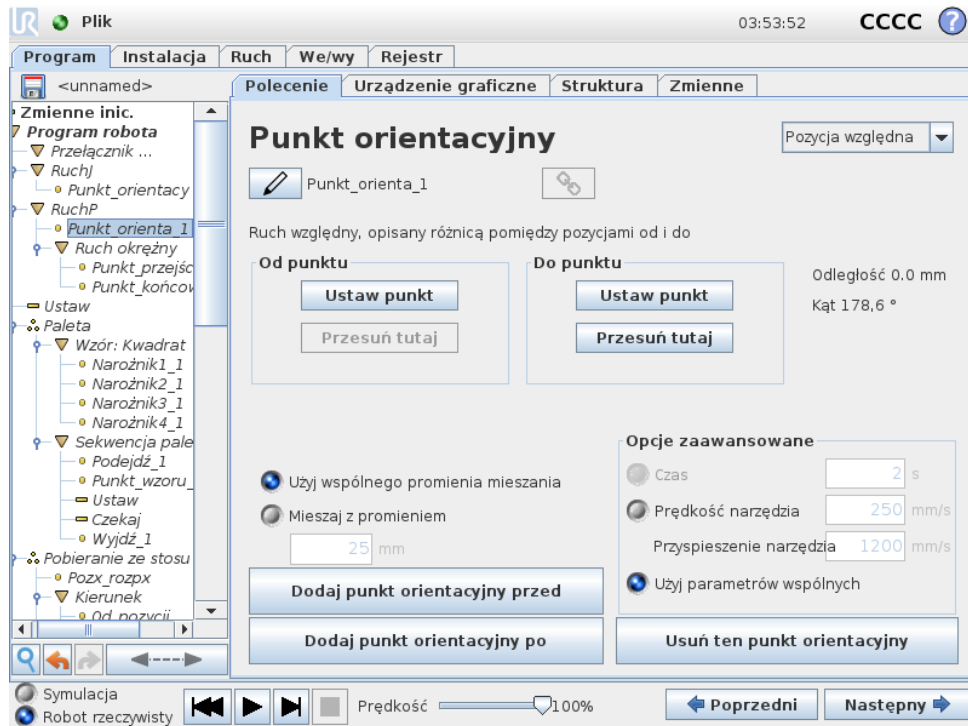 UR Plik 03:53:52 CCCC ?
Program Instalacja Ruch We/wy Rejestr
<unnamed>
Polecenie Urządzenie graficzne Struktura Zmienne
Zmienne inic.
Program robota
Przełącznik ...
RuchJ
Punkt_orientacy
RuchP
Punkt_orienta_1
Ruch okrężny
Punkt_przejśc
Punkt_końcow
Ustaw
Paleta
Wzór: Kwadrat
Narożnik1_1
Narożnik2_1
Narożnik3_1
Narożnik4_1
Sekwencja pale
Podejdź_1
Punkt_wzoru_
Ustaw
Czekaj
Wyjdź_1
Pobieranie ze stosu
Pozx_rozpx
Kierunek
Od_pozycji
Punkt orientacyjny
Pozycja względna
Punkt_orienta_1
Ruch względny, opisany różnicą pomiędzy pozycjami od i do
Od punktu
Ustaw punkt
Przesuń tutaj
Do punktu
Ustaw punkt
Przesuń tutaj
Odległość 0.0 mm
Kąt 178,6 °
Użyj wspólnego promienia mieszania
Mieszaj z promieniem
25 mm
Opcje zaawansowane
Czas 2 s
Prędkość narzędzia 250 mm/s
Przyspieszenie narzędzia 1200 mm/s
Użyj parametrów wspólnych
Dodaj punkt orientacyjny przed
Dodaj punkt orientacyjny po
Usuń ten punkt orientacyjny
Symulacja
Robot rzeczywisty
Prędkość 100%
Poprzedni
Następny